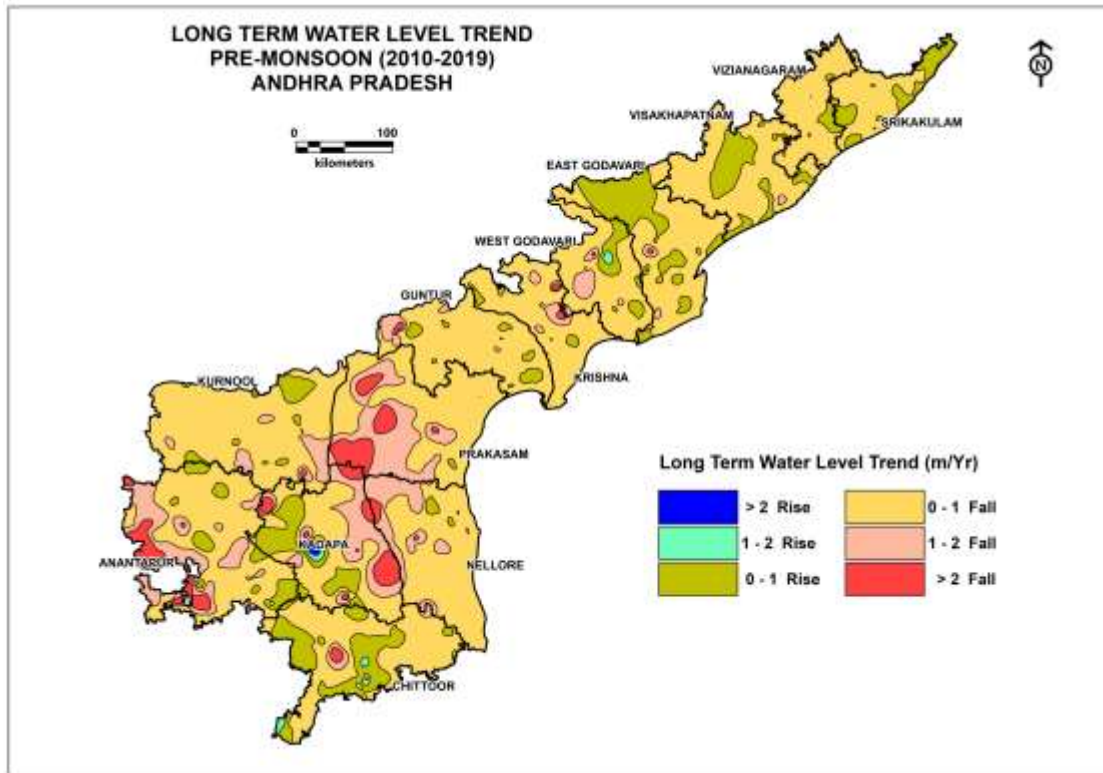 LONG TERM WATER LEVEL TREND
PRE-MONSOON (2010-2019)
ANDHRA PRADESH
0 100
kilometers
N
VIZIANAGARAM
VISAKHAPATNAM
SRIKAKULAM
EAST GODAVARI
WEST GODAVARI
GUNTUR
KRISHNA
KURNOOL
PRAKASAM
KADAPA
ANANTAPUR
NELLORE
CHITTOOR
Long Term Water Level Trend (m/Yr)
> 2 Rise
0 - 1 Fall
1 - 2 Rise
1 - 2 Fall
0 - 1 Rise
> 2 Fall